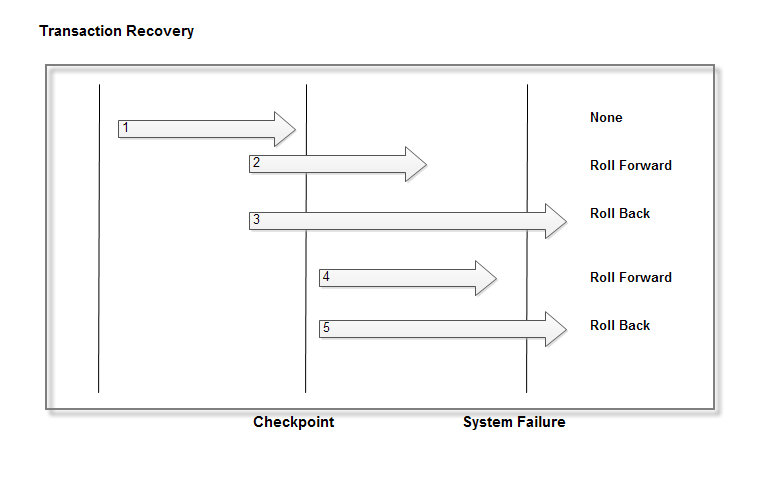 Transaction Recovery
1
None
2
Roll Forward
3
Roll Back
4
Roll Forward
5
Roll Back
Checkpoint
System Failure